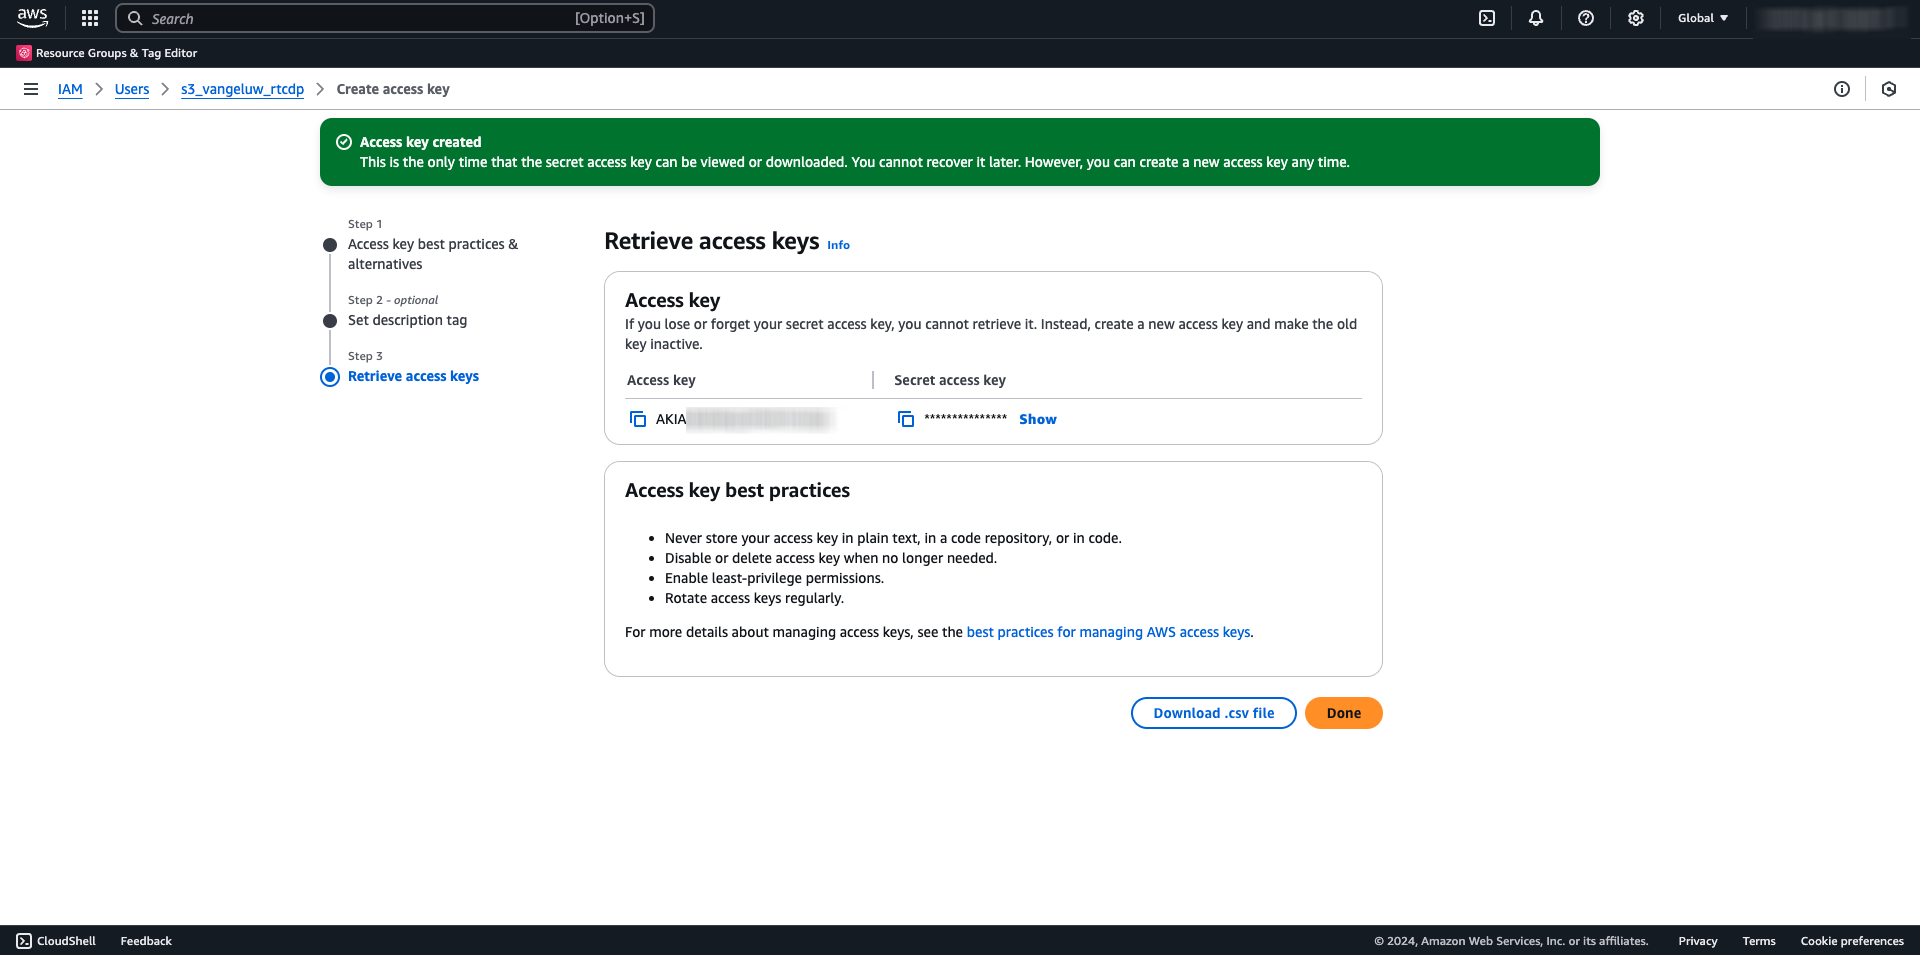 aws
Search [Option+S]
Global
Resource Groups & Tag Editor
IAM
Users
s3_vangeluw_rtcdp
Create access key
Access key created
This is the only time that the secret access key can be viewed or downloaded. You cannot recover it later. However, you can create a new access key any time.
Step 1
Access key best practices &
alternatives
Step 2 - optional
Set description tag
Step 3
Retrieve access keys
Retrieve access keys Info
Access key
If you lose or forget your secret access key, you cannot retrieve it. Instead, create a new access key and make the old
key inactive.
Access key
Secret access key
AKIA
*************** Show
Access key best practices
• Never store your access key in plain text, in a code repository, or in code.
• Disable or delete access key when no longer needed.
• Enable least-privilege permissions.
• Rotate access keys regularly.
For more details about managing access keys, see the best practices for managing AWS access keys.
Download .csv file
Done
CloudShell
Feedback
© 2024, Amazon Web Services, Inc. or its affiliates.
Privacy
Terms
Cookie preferences